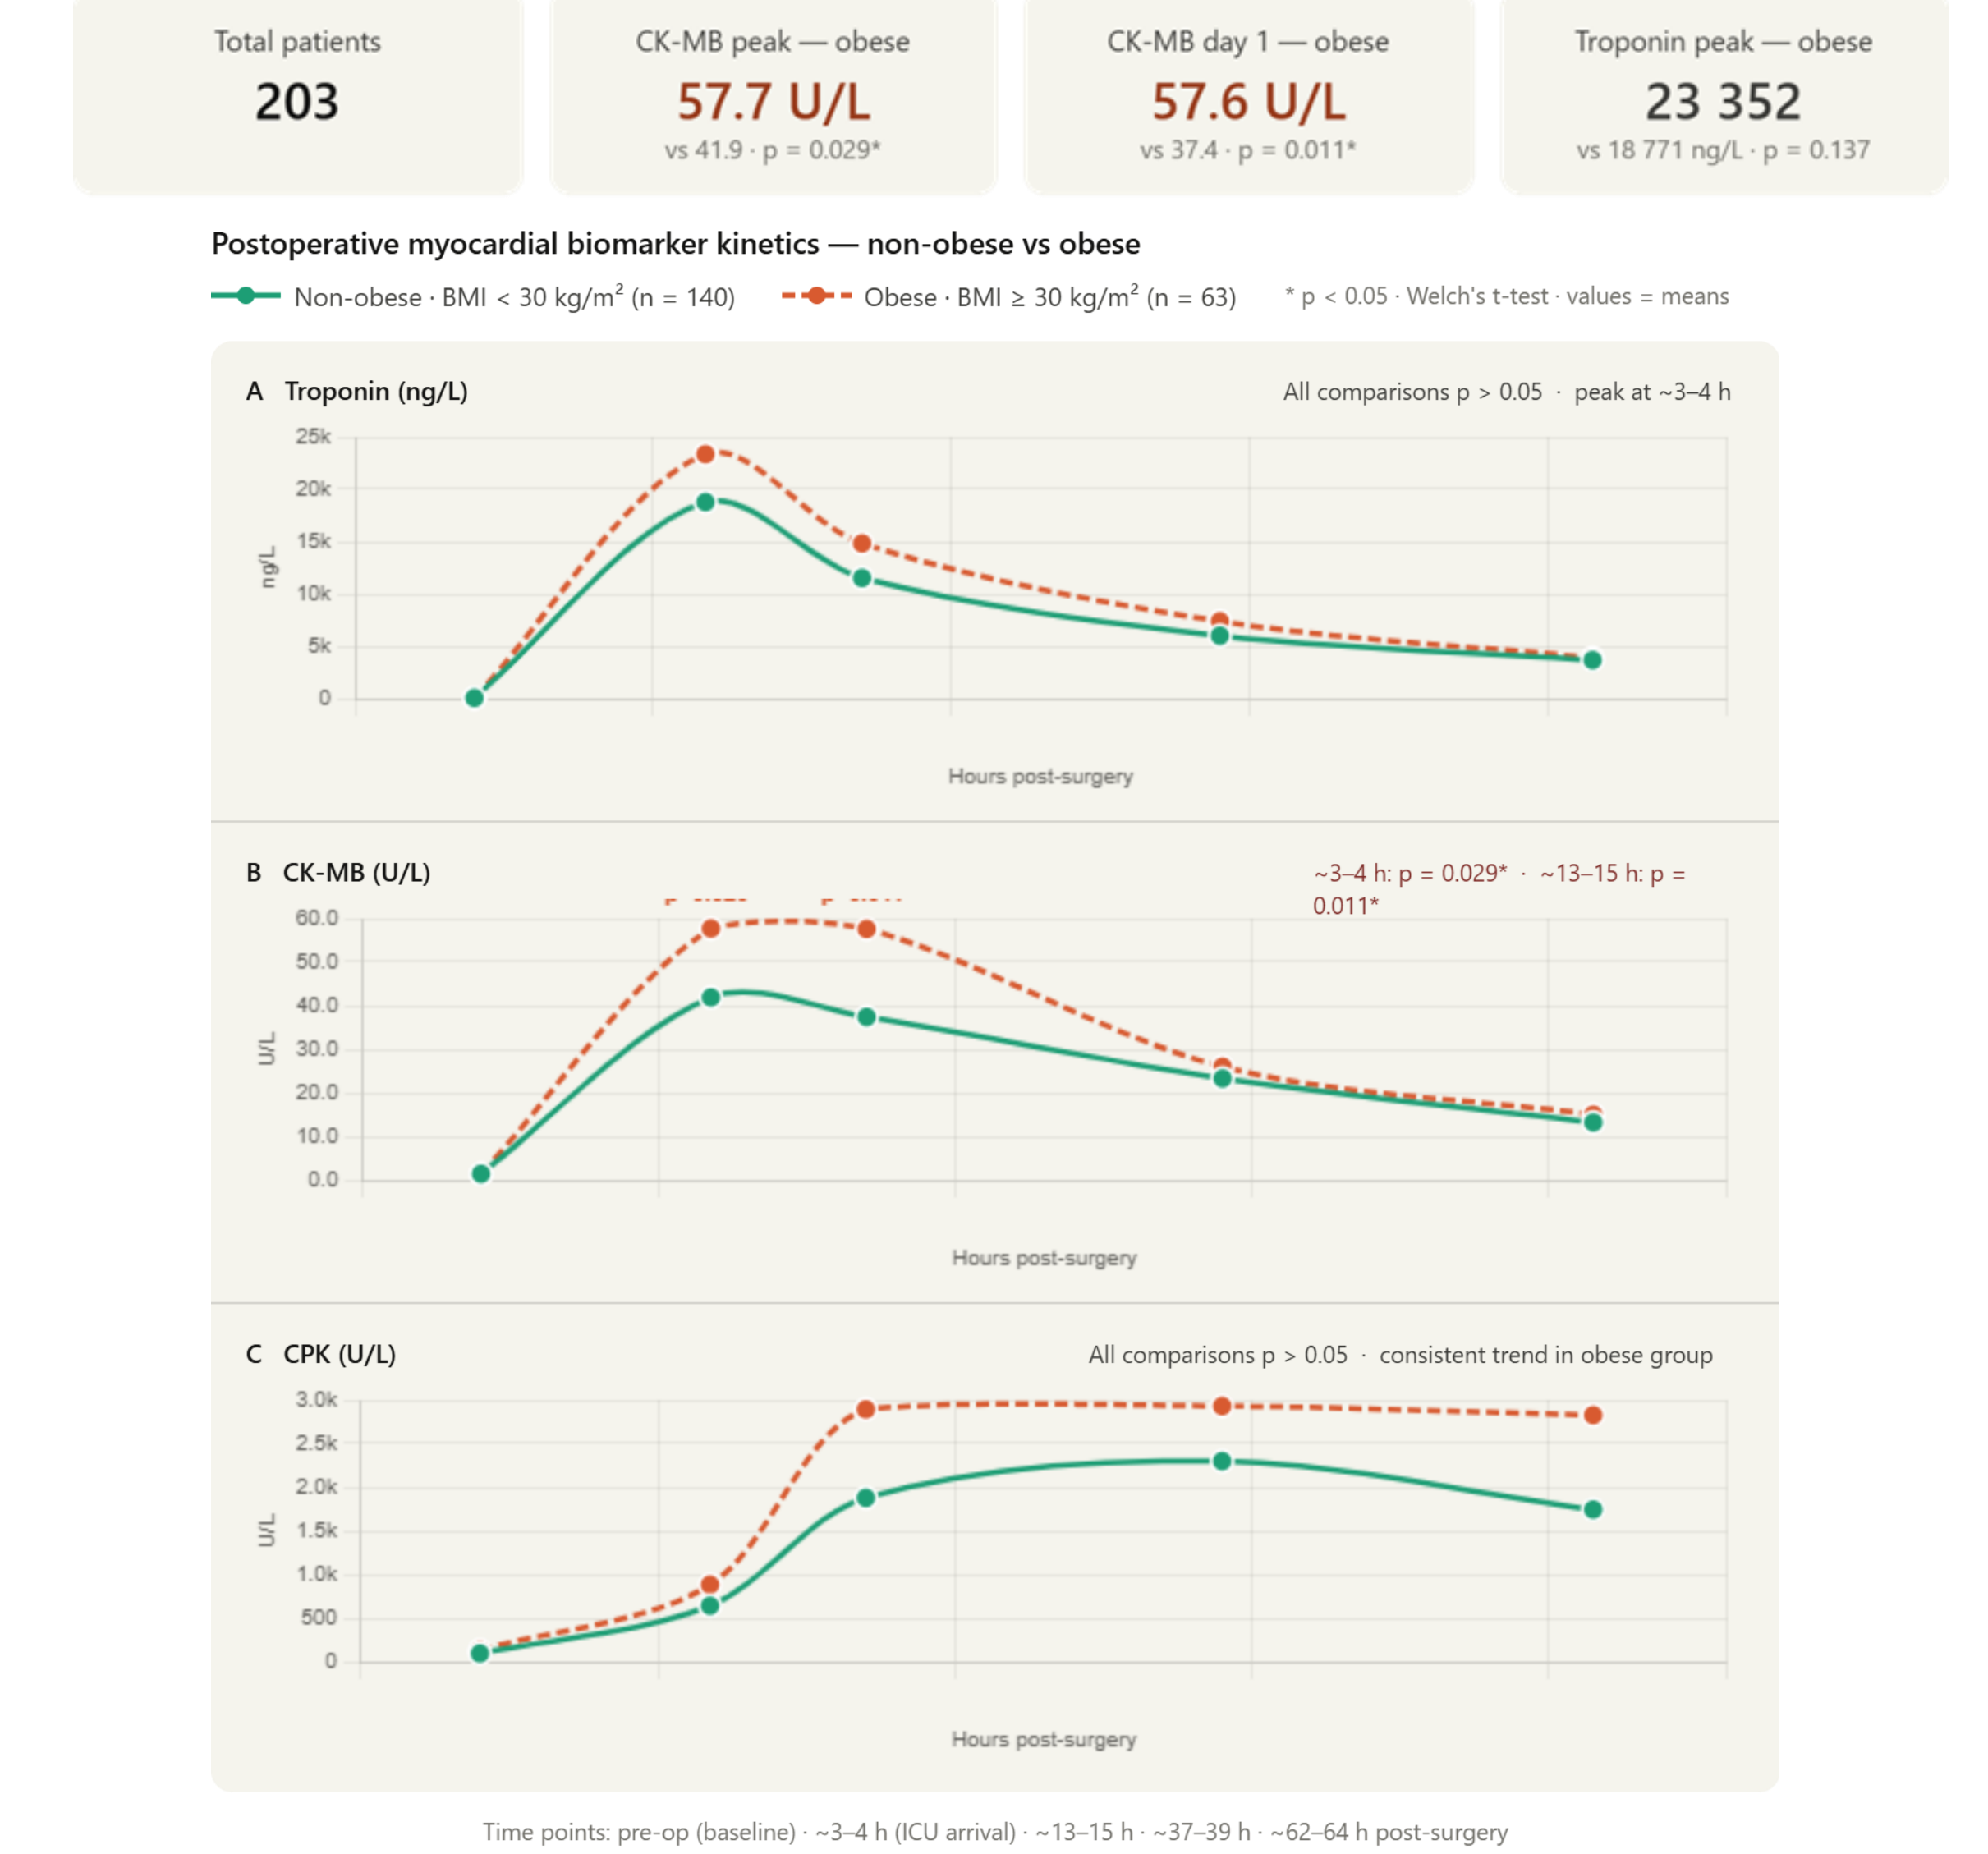 Total patients
203
CK-MB peak — obese
57.7 U/L
vs 41.9 · p = 0.029*
CK-MB day 1 — obese
57.6 U/L
vs 37.4 · p = 0.011*
Troponin peak — obese
23 352
vs 18 771 ng/L · p = 0.137
Postoperative myocardial biomarker kinetics — non-obese vs obese
Non-obese · BMI < 30 kg/m² (n = 140)
Obese · BMI ≥ 30 kg/m² (n = 63)
* p < 0.05 · Welch's t-test · values = means
A Troponin (ng/L)
All comparisons p > 0.05 · peak at ~3–4 h
25k
20k
15k
10k
5k
0
ng/L
Hours post-surgery
B CK-MB (U/L)
~3–4 h: p = 0.029* · ~13–15 h: p =
0.011*
60.0
50.0
40.0
30.0
20.0
10.0
0.0
U/L
Hours post-surgery
C CPK (U/L)
All comparisons p > 0.05 · consistent trend in obese group
3.0k
2.5k
2.0k
1.5k
1.0k
500
0
U/L
Hours post-surgery
Time points: pre-op (baseline) · ~3–4 h (ICU arrival) · ~13–15 h · ~37–39 h · ~62–64 h post-surgery